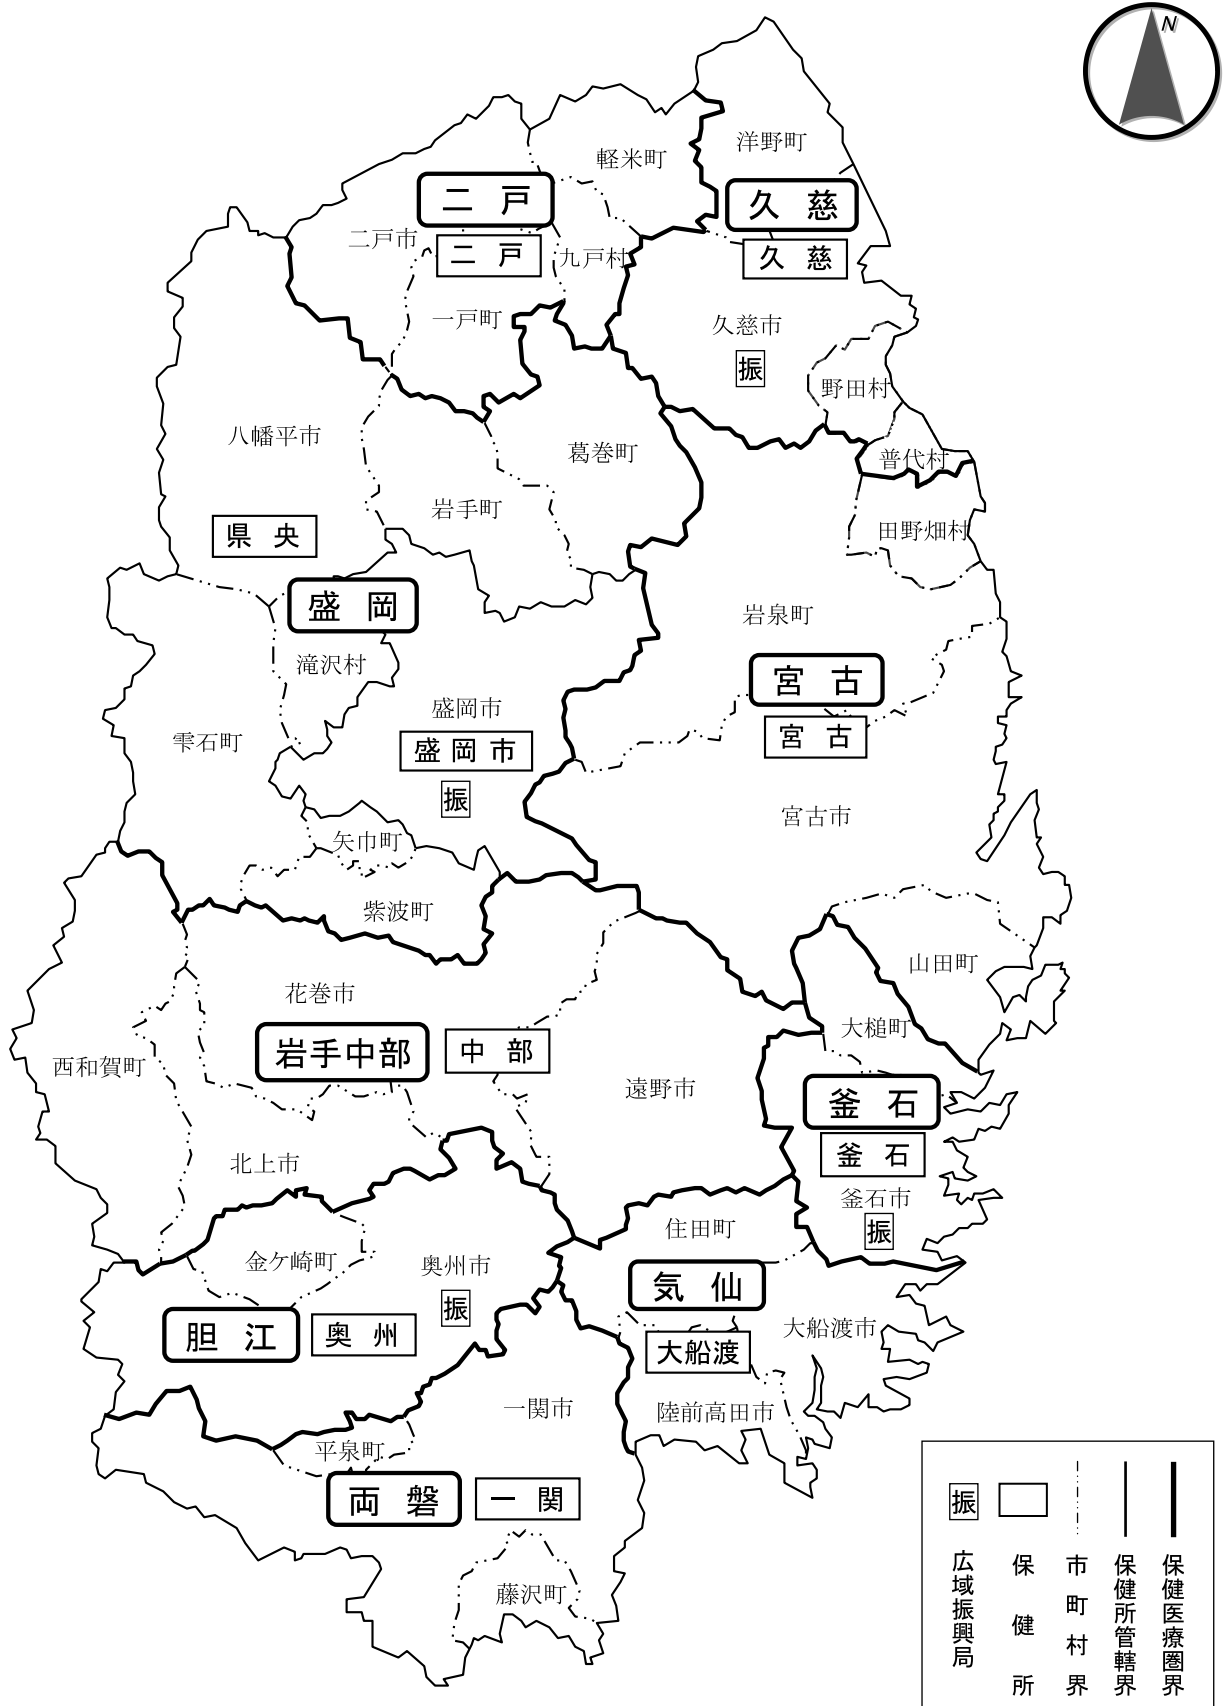 N
洋野町
軽米町
二戸
久慈
二戸市
二戸
九戸村
久慈
一戸町
久慈市
振
野田村
八幡平市
葛巻町
普代村
岩手町
田野畑村
県央
盛岡
岩泉町
滝沢村
宮古
盛岡市
宮古
雫石町
盛岡市
振
宮古市
矢巾町
紫波町
山田町
花巻市
大槌町
岩手中部
中部
西和賀町
遠野市
釜石
釜石
北上市
釜石市
振
住田町
金ケ崎町
奥州市
気仙
振
胆江
奥州
大船渡市
大船渡
一関市
陸前高田市
平泉町
両磐
一関
藤沢町
保健医療圏界
保健所管轄界
市町村界
保健所
振
広域振興局